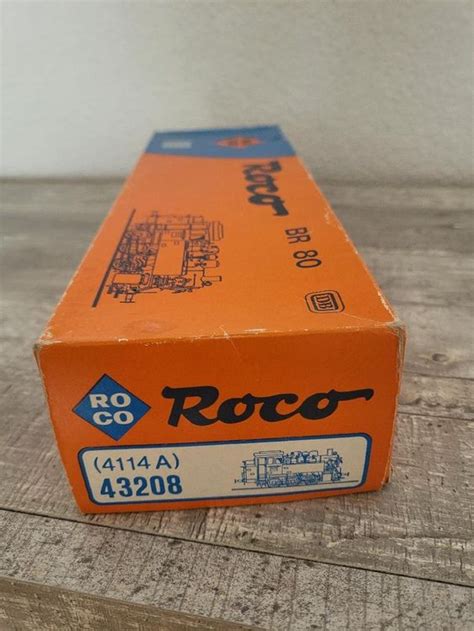 Roco
BR 80
DB
RO
CO
Roco
(4114 A)
43208